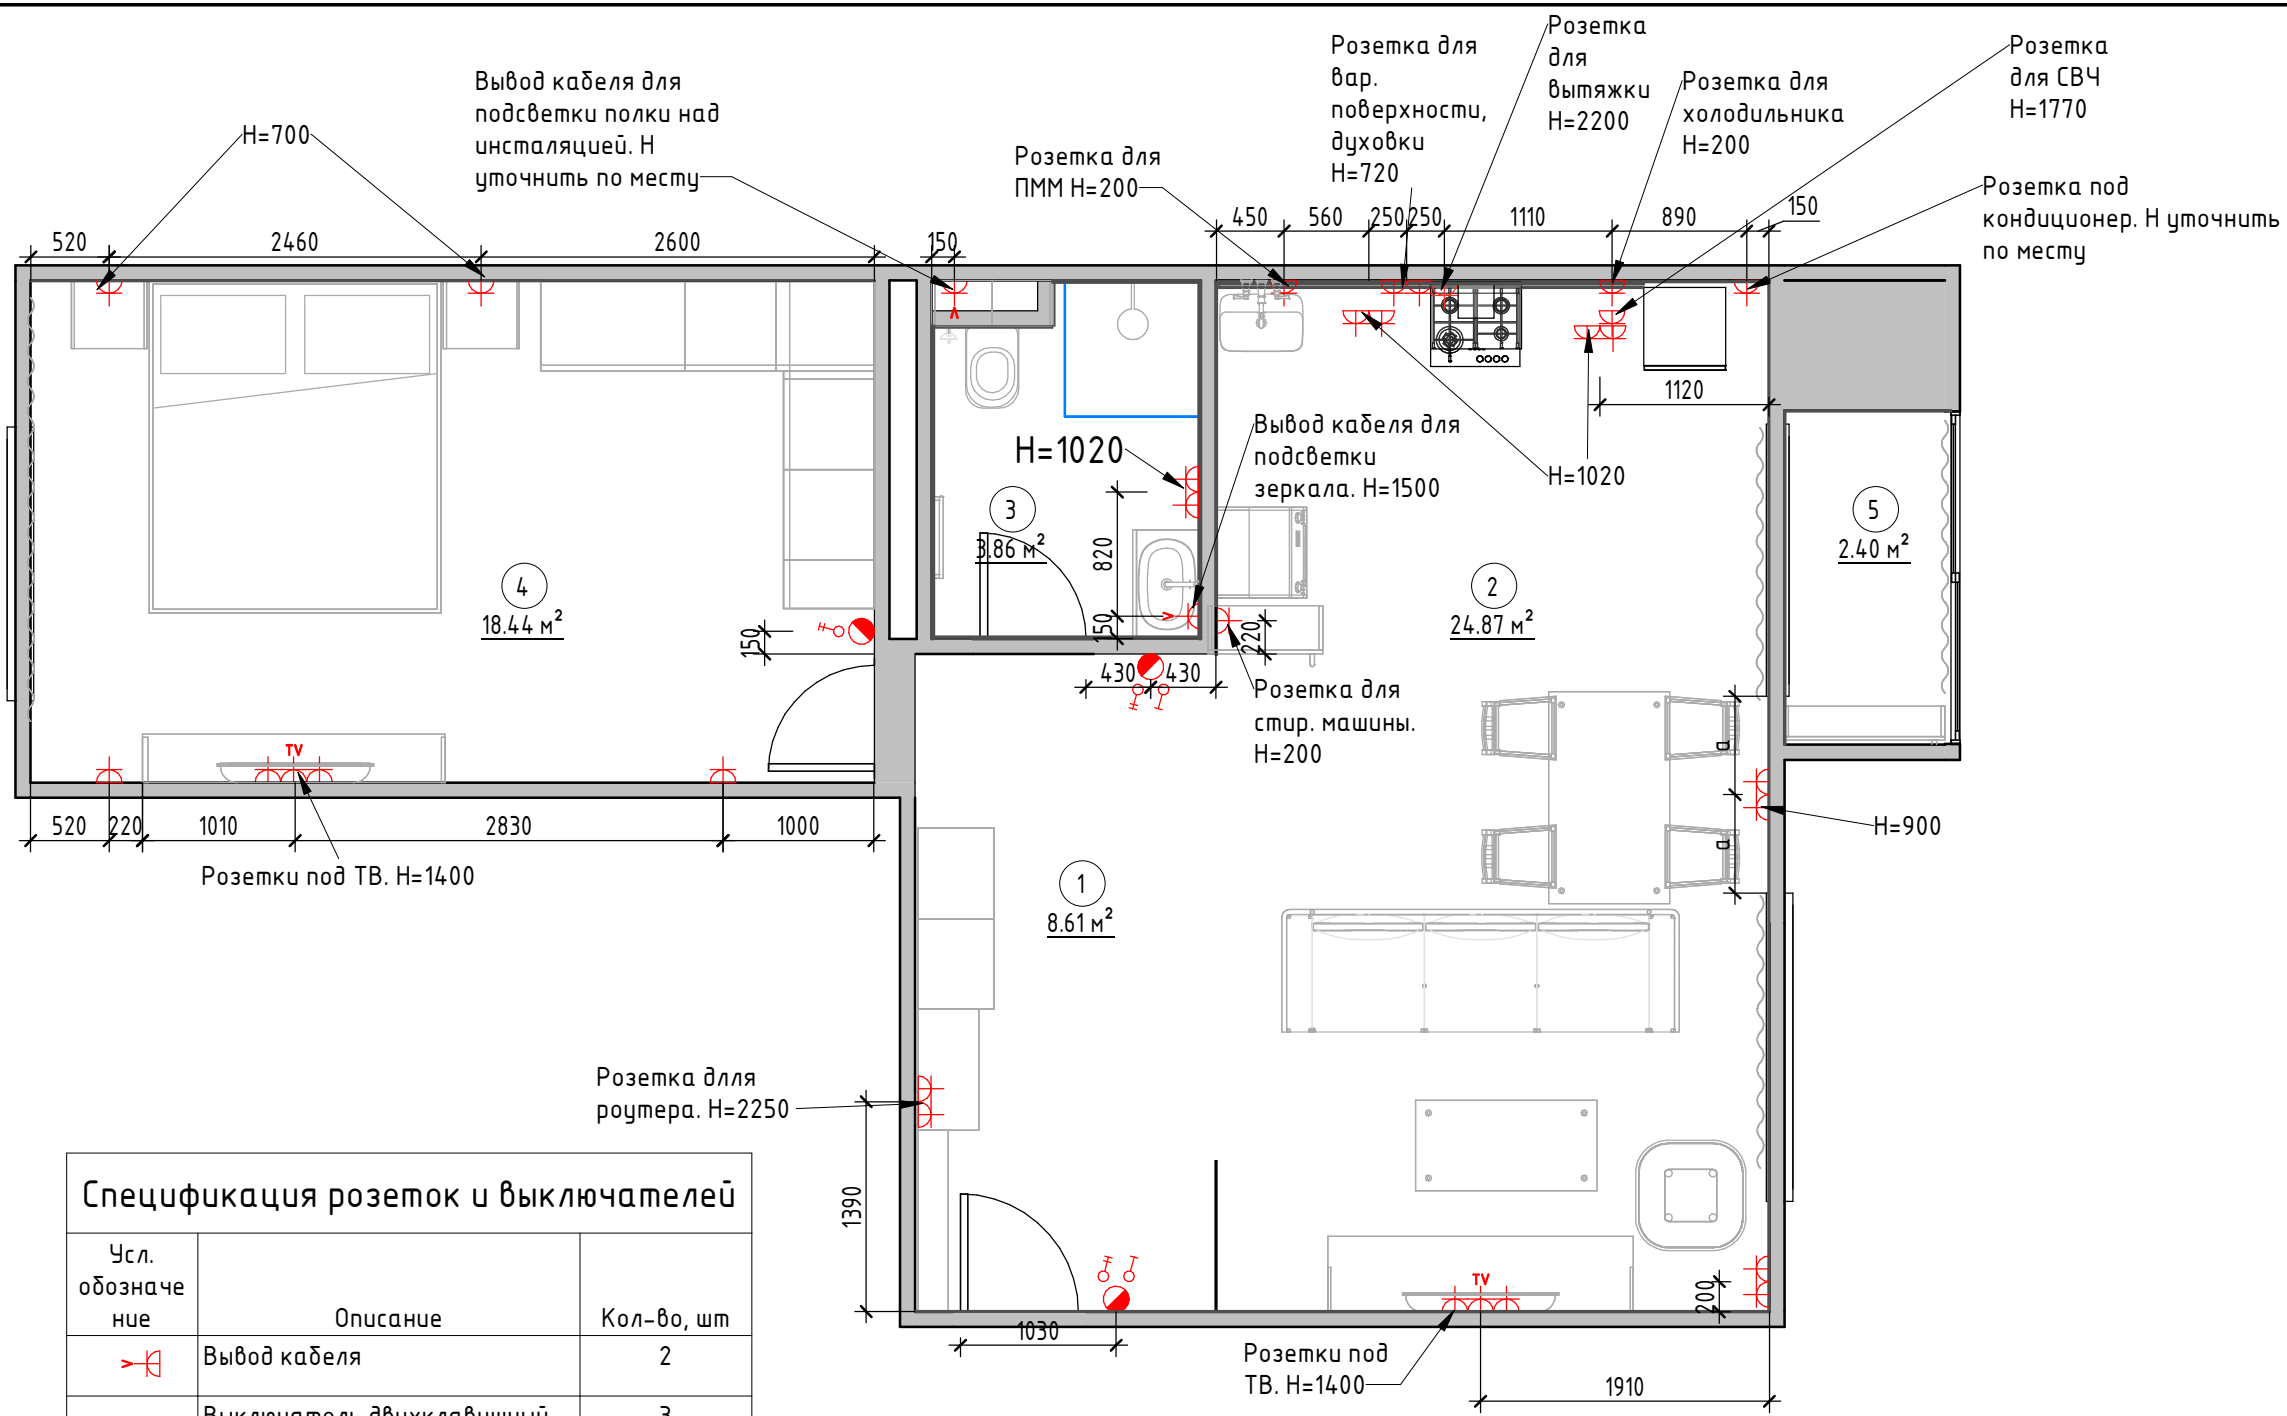 Вывод кабеля для
подсветки полки над
инсталяцией. Н
уточнить по месту
H=700
Розетка для
ПММ H=200
Розетка для
вар.
поверхности,
духовки
H=720
Розетка
для
вытяжки
H=2200
Розетка для
холодильника
H=200
Розетка
для СВЧ
H=1770
Розетка под
кондиционер. Н уточнить
по месту
520
2460
2600
150
450
560
250
250
1110
890
150
1120
H=1020
Вывод кабеля для
подсветки
зеркала. H=1500
H=1020
3
3.86 м²
820
150
4
18.44 м²
150
2
24.87 м²
5
2.40 м²
220
430
430
Розетка для
стир. машины.
H=200
TV
520
220
1010
2830
1000
Розетки под ТВ. H=1400
a
a
H=900
1
8.61 м²
Розетка длля
роутера. H=2250
1390
1030
TV
200
Розетки под
ТВ. H=1400
1910
Спецификация розеток и выключателей
Усл.
обозначе
ние
Описание
Кол-во, шт
Вывод кабеля
2
Выключатель двухклавишный
3